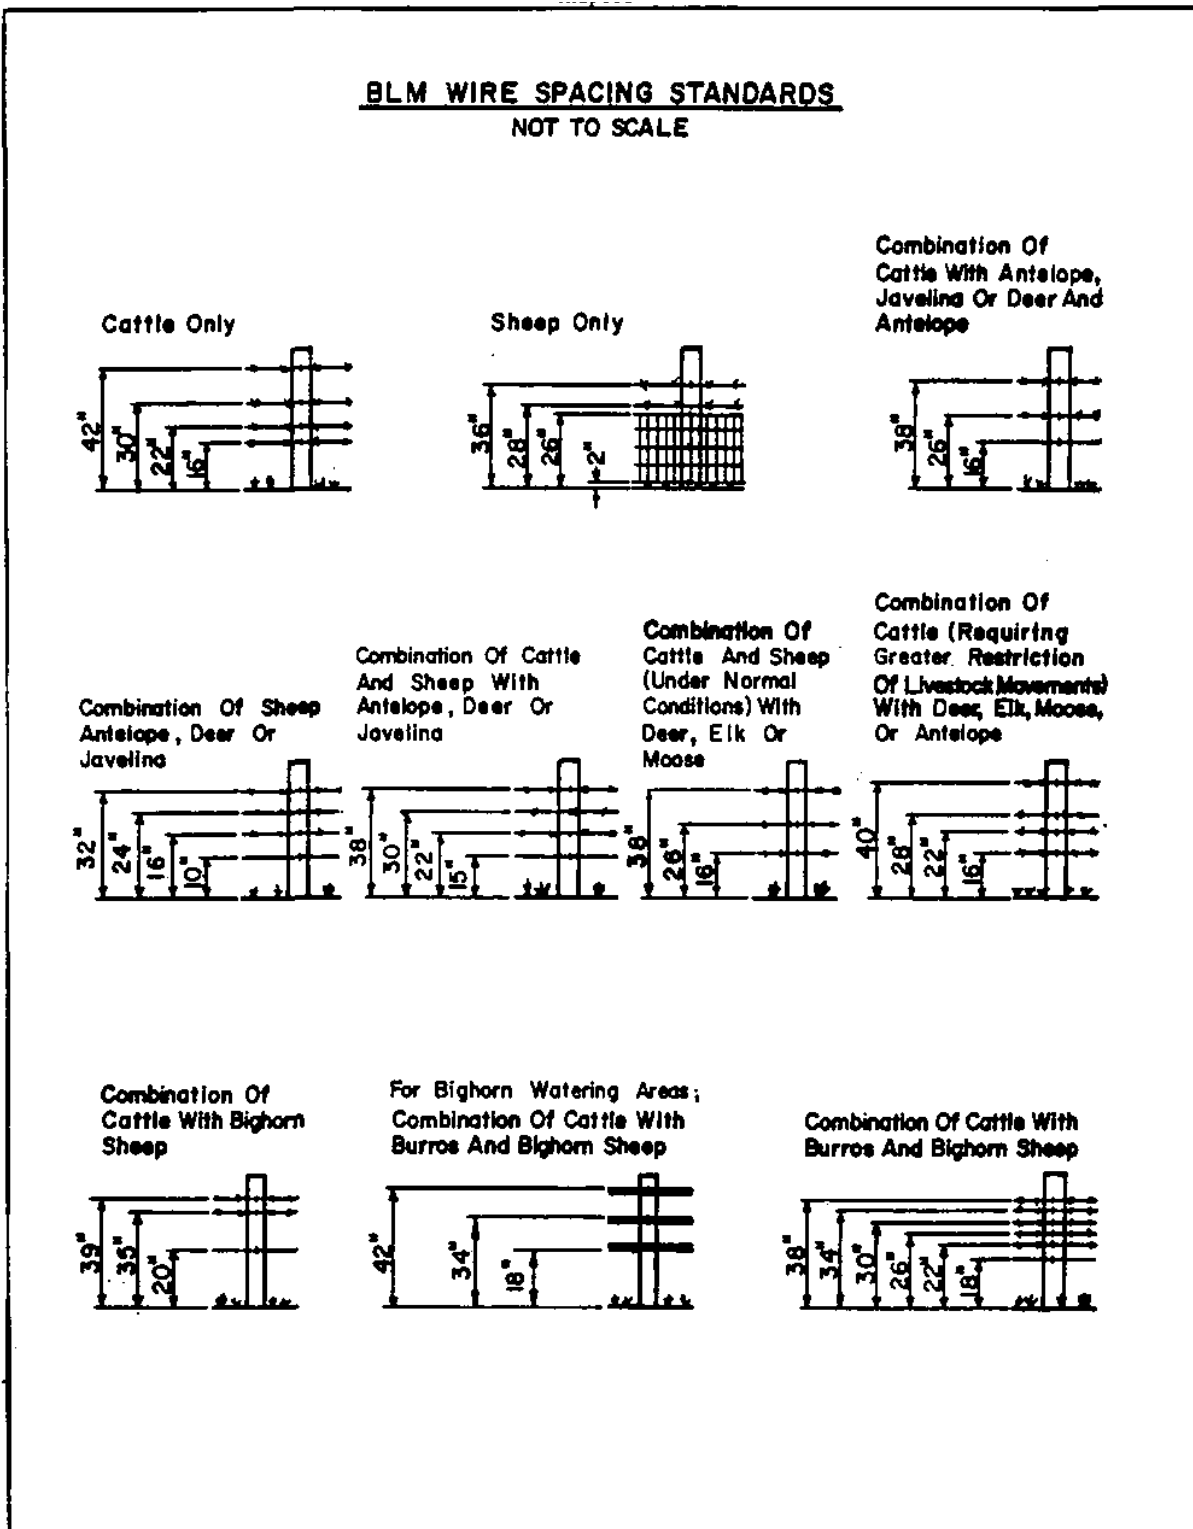 BLM WIRE SPACING STANDARDS
NOT TO SCALE
Cattle Only
42"
30"
22"
16"
Sheep Only
36"
28"
26"
2"
Combination Of
Cattle With Antelope,
Javelina Or Deer And
Antelope
38"
26"
16"
Combination Of Sheep
Antelope, Deer Or
Javelina
32"
24"
16"
10"
Combination Of Cattle
And Sheep With
Antelope, Deer Or
Javelina
38"
30"
22"
15"
Combination Of
Cattle And Sheep
(Under Normal
Conditions) With
Deer, Elk Or
Moose
38"
26"
16"
Combination Of
Cattle (Requiring
Greater Restriction
Of Livestock Movements)
With Deer, Elk, Moose,
Or Antelope
40"
28"
22"
16"
Combination Of
Cattle With Bighorn
Sheep
39"
35"
20"
For Bighorn Watering Areas;
Combination Of Cattle With
Burros And Bighorn Sheep
42"
34"
18"
Combination Of Cattle With
Burros And Bighorn Sheep
38"
34"
30"
26"
22"
18"